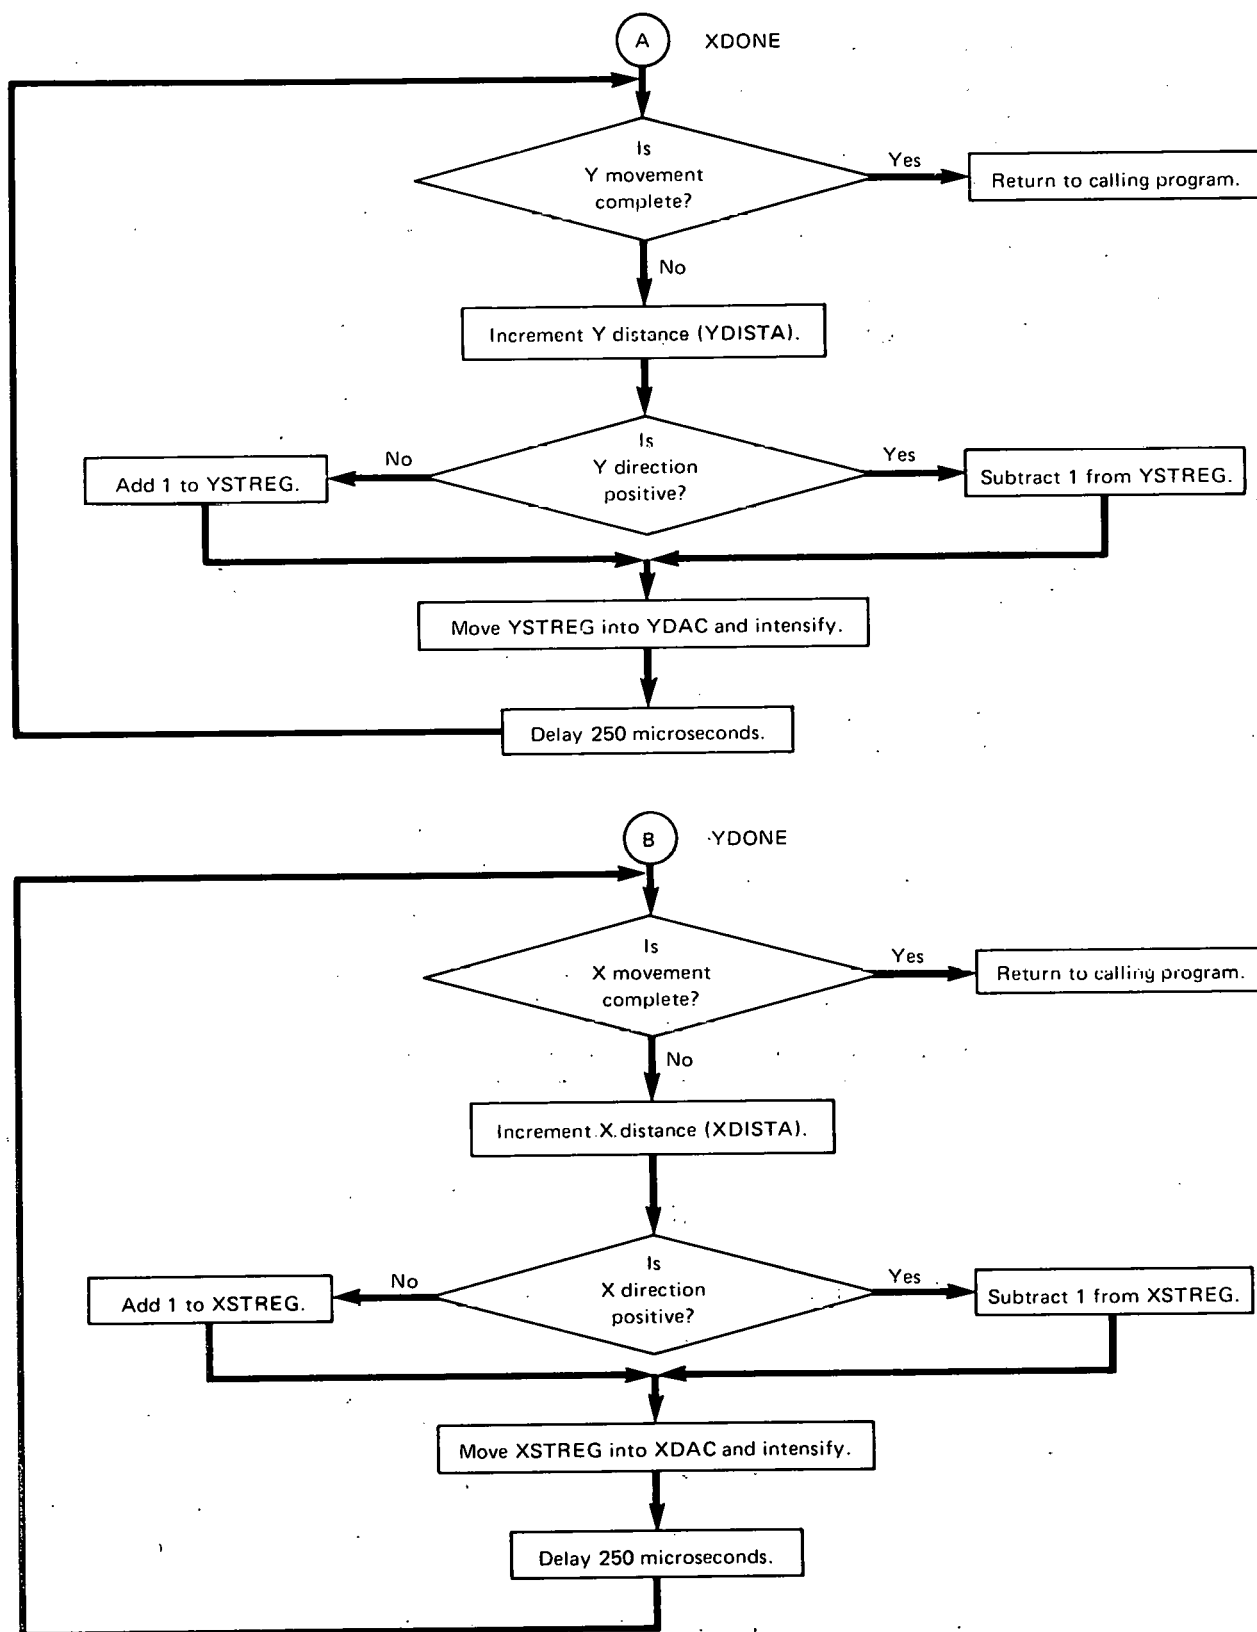 A XDONE
Is
Y movement
complete?
Yes
Return to calling program.
No
Increment Y distance (YDISTA).
Is
Y direction
positive?
No
Yes
Add 1 to YSTREG.
Subtract 1 from YSTREG.
Move YSTREG into YDAC and intensify.
Delay 250 microseconds.
B YDONE
Is
X movement
complete?
Yes
Return to calling program.
No
Increment X distance (XDISTA).
Is
X direction
positive?
No
Yes
Add 1 to XSTREG.
Subtract 1 from XSTREG.
Move XSTREG into XDAC and intensify.
Delay 250 microseconds.